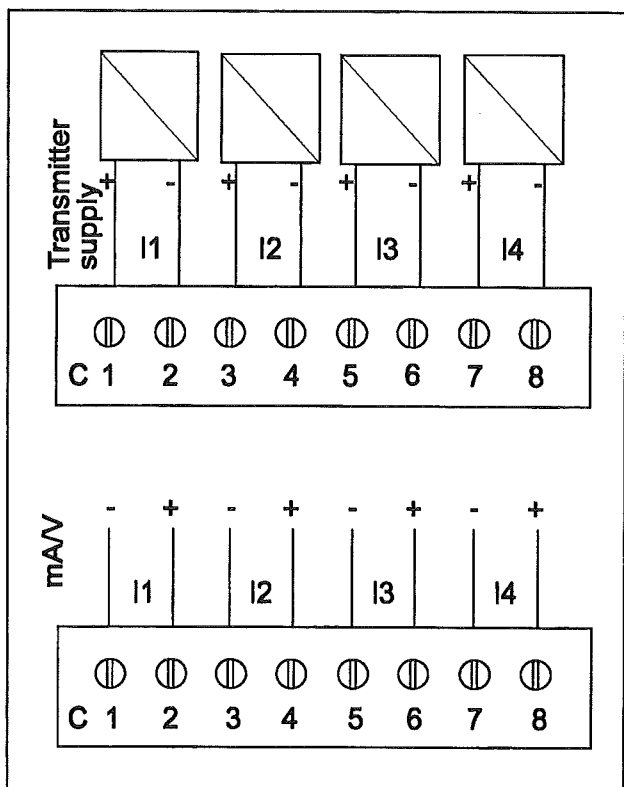 Transmitter
supply
+ - + - + - + -
I1 I2 I3 I4
C 1 2 3 4 5 6 7 8
mA/V
- + - + - + - +
I1 I2 I3 I4
C 1 2 3 4 5 6 7 8